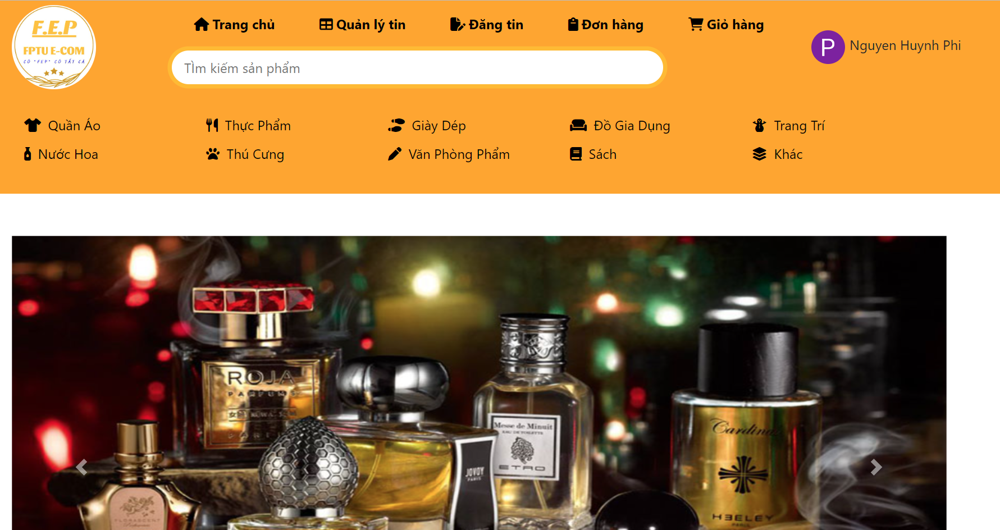 F.E.P
FPTU E-COM
CÓ "FEP" CÓ TẤT CẢ
Trang chủ
Quản lý tin
Đăng tin
Đơn hàng
Giỏ hàng
TÌm kiếm sản phẩm
P
Nguyen Huynh Phi
Quần Áo
Thực Phẩm
Giày Dép
Đồ Gia Dụng
Trang Trí
Nước Hoa
Thú Cưng
Văn Phòng Phẩm
Sách
Khác
ROJA
PARFUMS
PARFUM
Messe de Minuit
EAU DE TOILETTE
ETRO
JOVOY
PARIS
Cardinal
HEELEY
PARIS
FLORASCENT